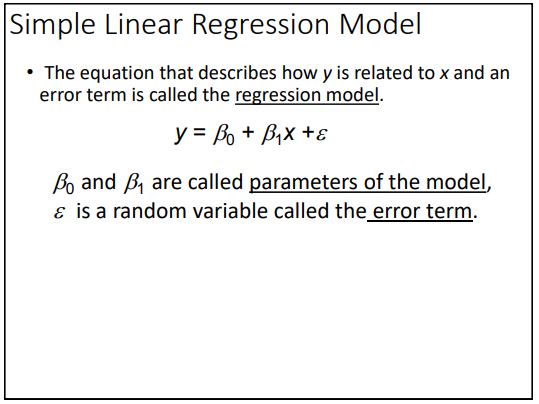 Simple Linear Regression Model
• The equation that describes how y is related to x and an
error term is called the regression model.
y = β₀ + β₁x +ε
β₀ and β₁ are called parameters of the model,
ε is a random variable called the error term.